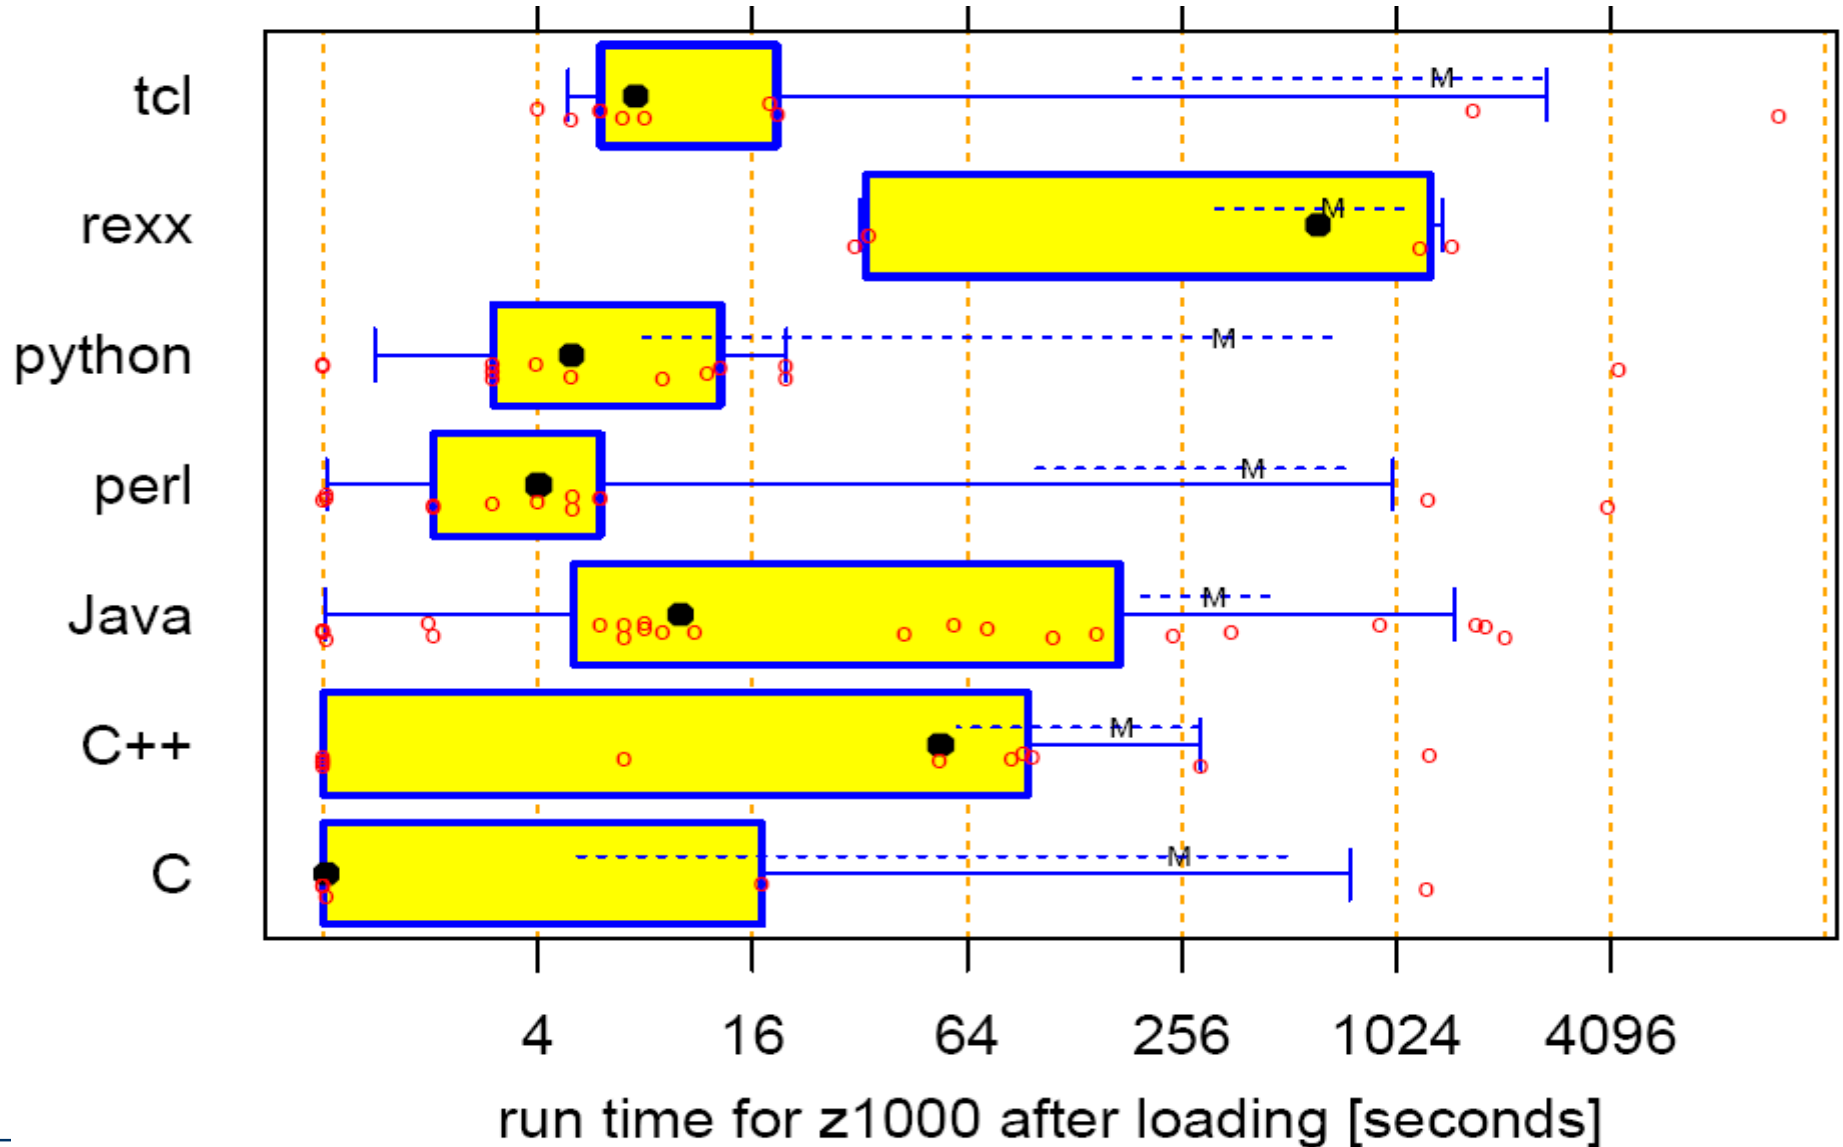 tcl M
rexx M
python M
perl M
Java M
C++ M
C M
4 16 64 256 1024 4096
run time for z1000 after loading [seconds]